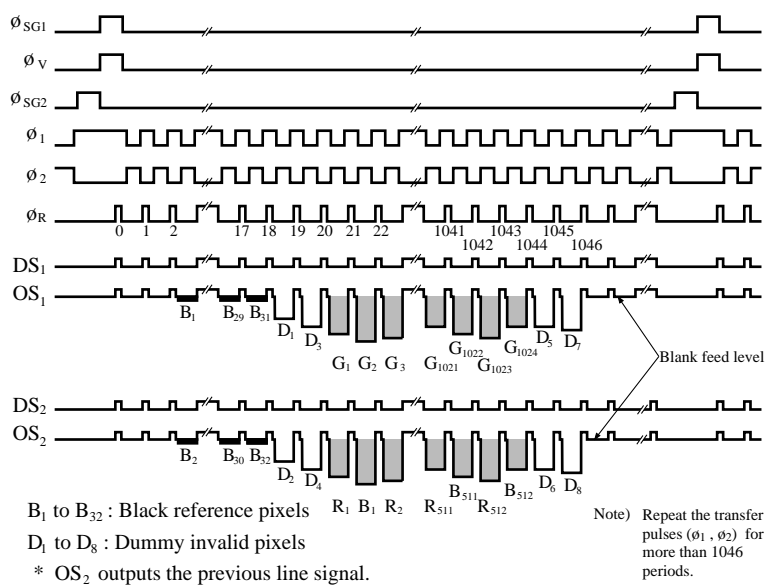 ø SG1
ø V
ø SG2
ø 1
ø 2
ø R
0 1 2 17 18 19 20 21 22 1041 1042 1043 1044 1045 1046
DS1
OS1
B1 B29 B31 D1 D3 G1 G2 G3 G1021 G1022 G1023 G1024 D5 D7
Blank feed level
DS2
OS2
B2 B30 B32 D2 D4 R1 B1 R2 R511 B511 R512 B512 D6 D8
B1 to B32 : Black reference pixels
D1 to D8 : Dummy invalid pixels
* OS2 outputs the previous line signal.
Note) Repeat the transfer
pulses (ø1 , ø2) for
more than 1046
periods.